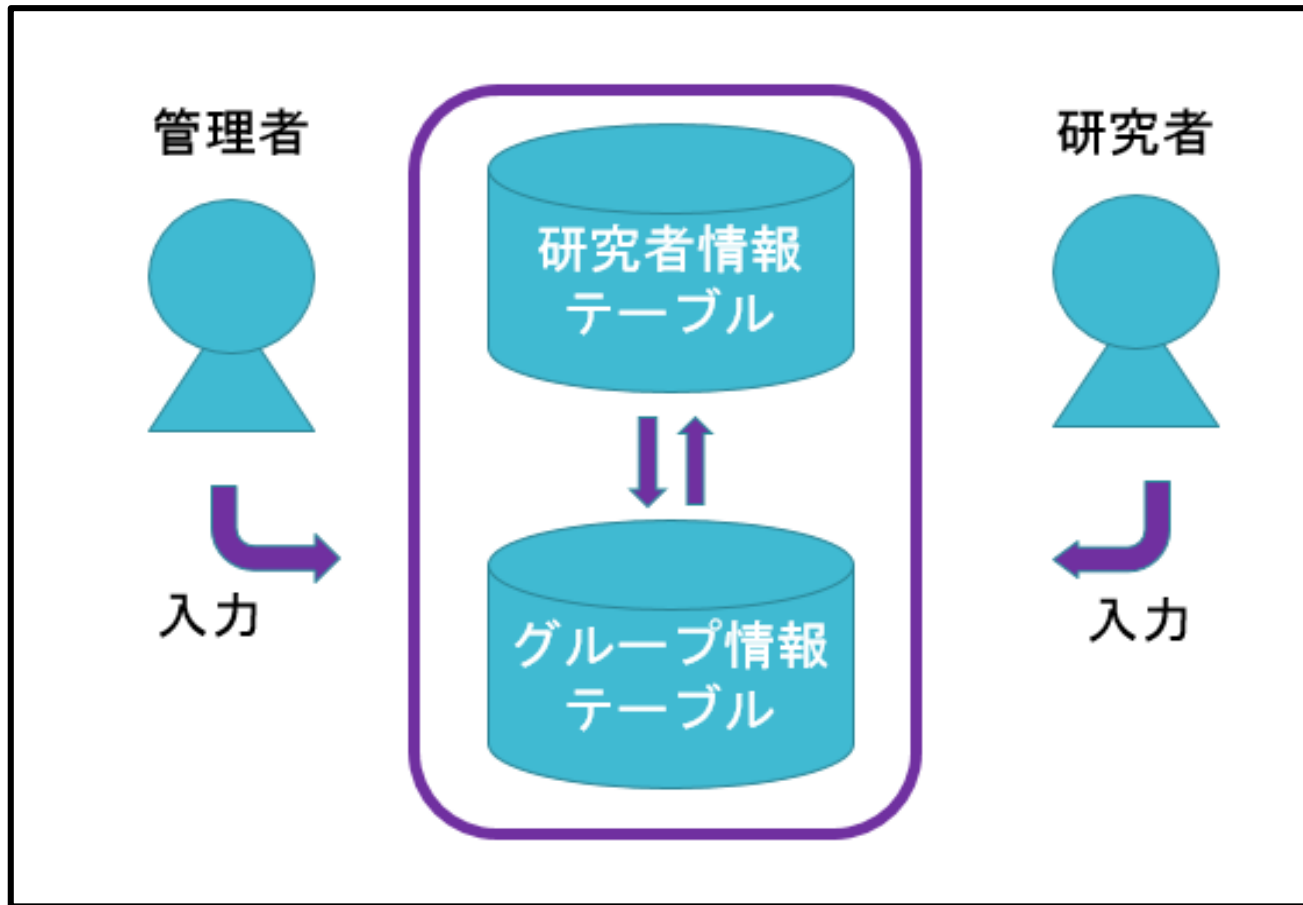 管理者
研究者情報
テーブル
研究者
入力
グループ情報
テーブル
入力